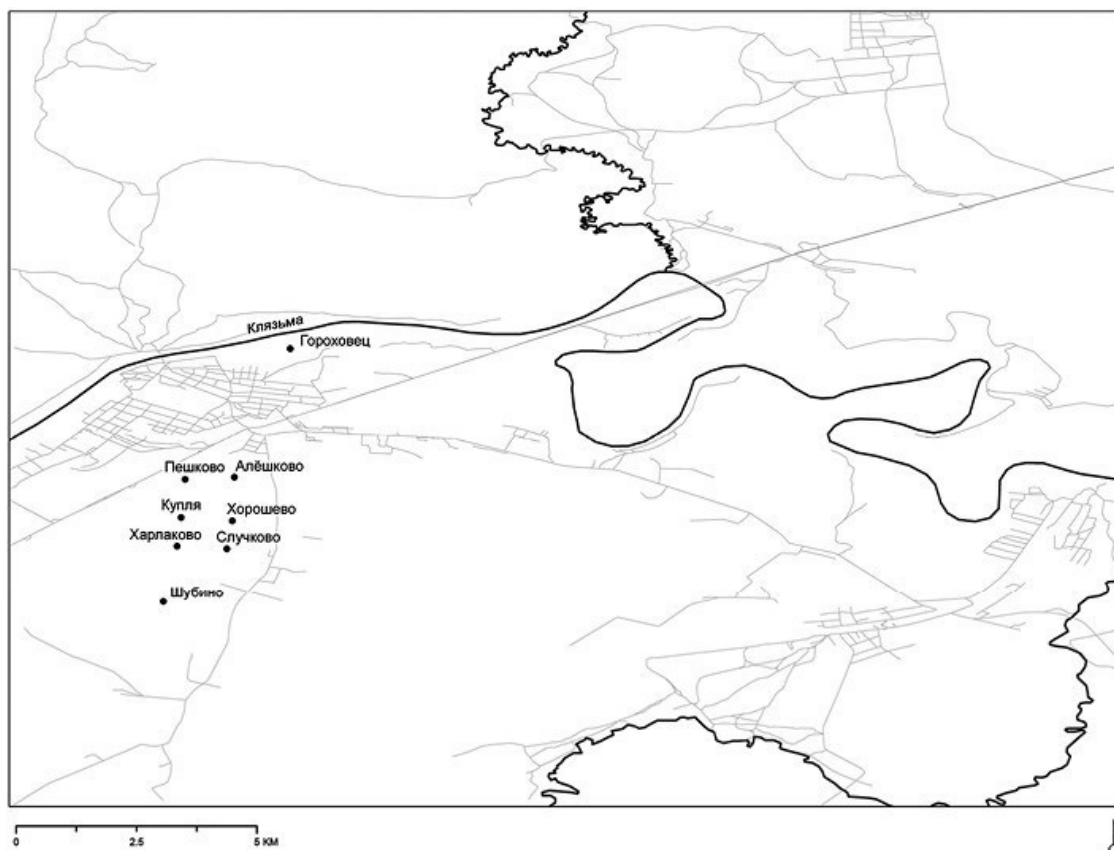 Клязьма
Гороховец
Пешково
Алёшково
Купля
Хорошево
Харлаково
Случково
Шубино
0 2.5 5 КМ